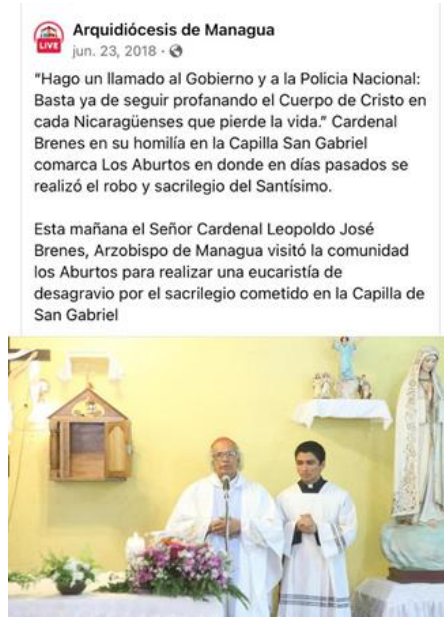 LIVE
Arquidiócesis de Managua
jun. 23, 2018 ·
"Hago un llamado al Gobierno y a la Policia Nacional:
Basta ya de seguir profanando el Cuerpo de Cristo en
cada Nicaragüenses que pierde la vida." Cardenal
Brenes en su homilía en la Capilla San Gabriel
comarca Los Aburtos en donde en días pasados se
realizó el robo y sacrilegio del Santísimo.
Esta mañana el Señor Cardenal Leopoldo José
Brenes, Arzobispo de Managua visitó la comunidad
los Aburtos para realizar una eucaristía de
desagravio por el sacrilegio cometido en la Capilla de
San Gabriel